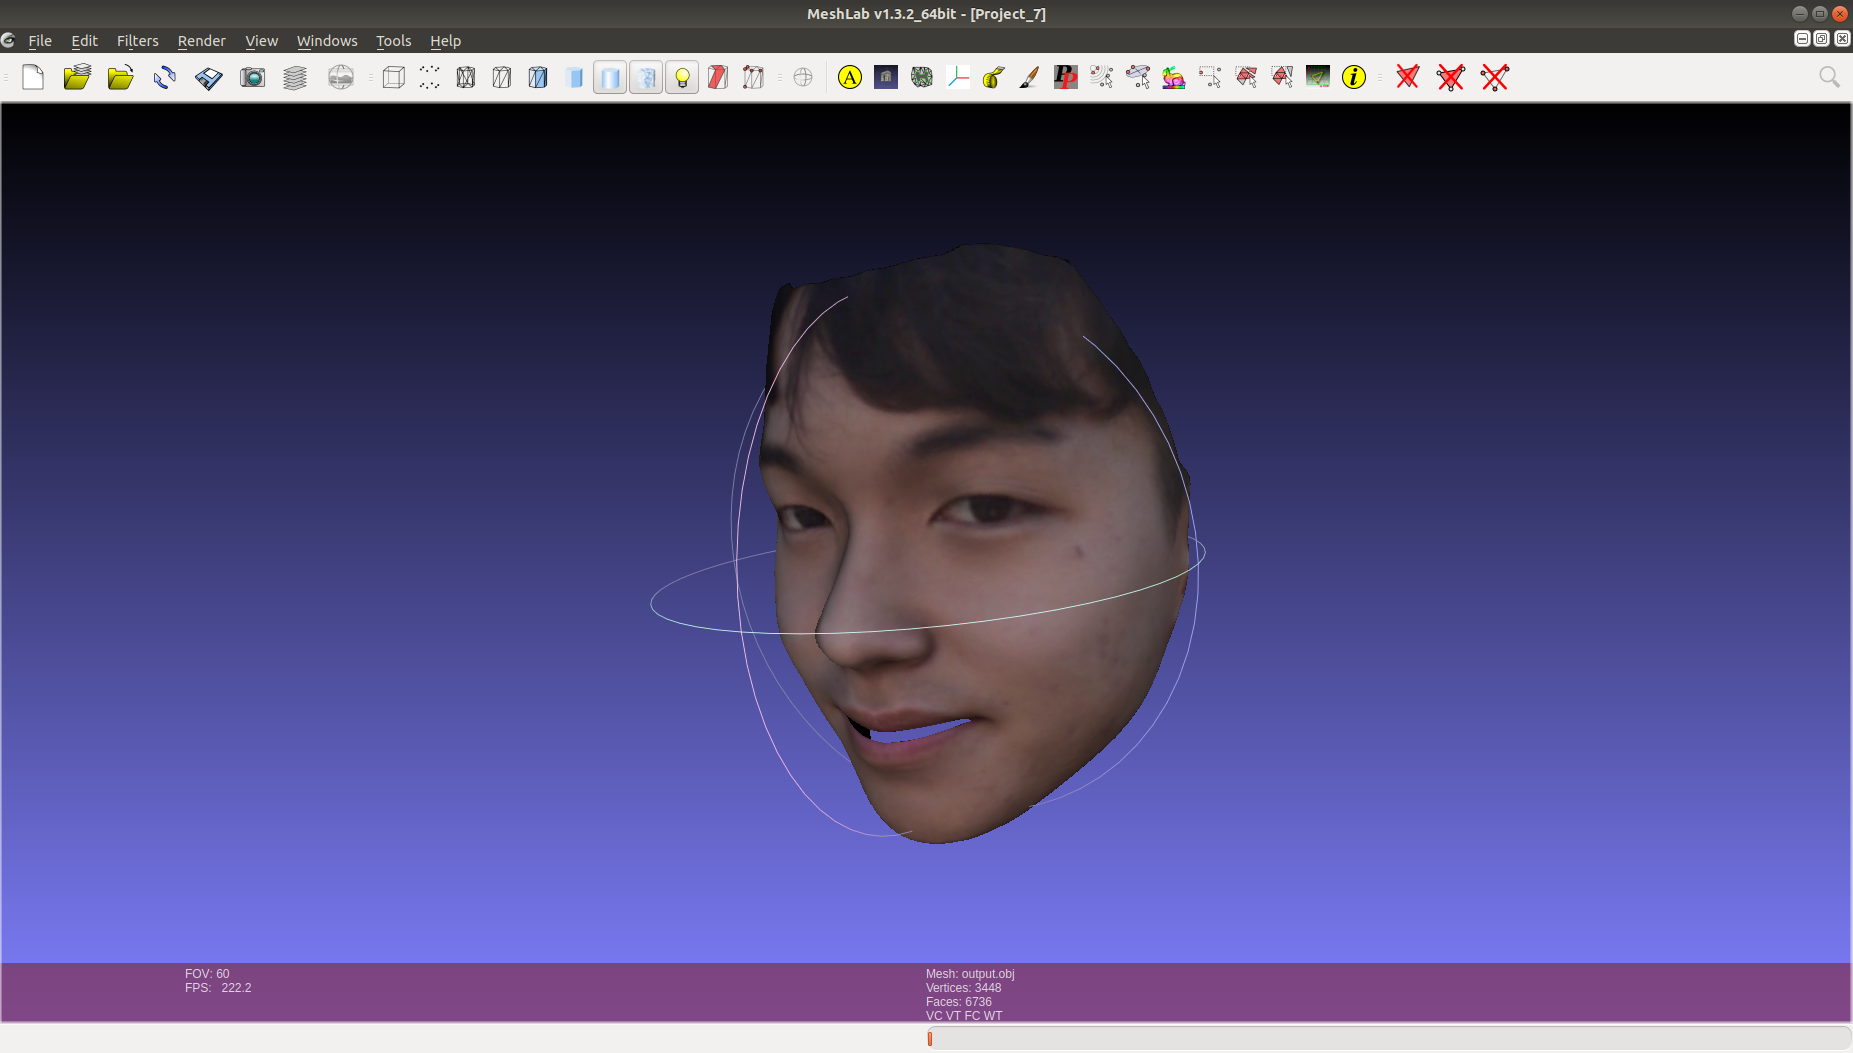 MeshLab v1.3.2_64bit - [Project_7]
File Edit Filters Render View Windows Tools Help
A
PP
i
FOV: 60
FPS: 222.2
Mesh: output.obj
Vertices: 3448
Faces: 6736
VC VT FC WT